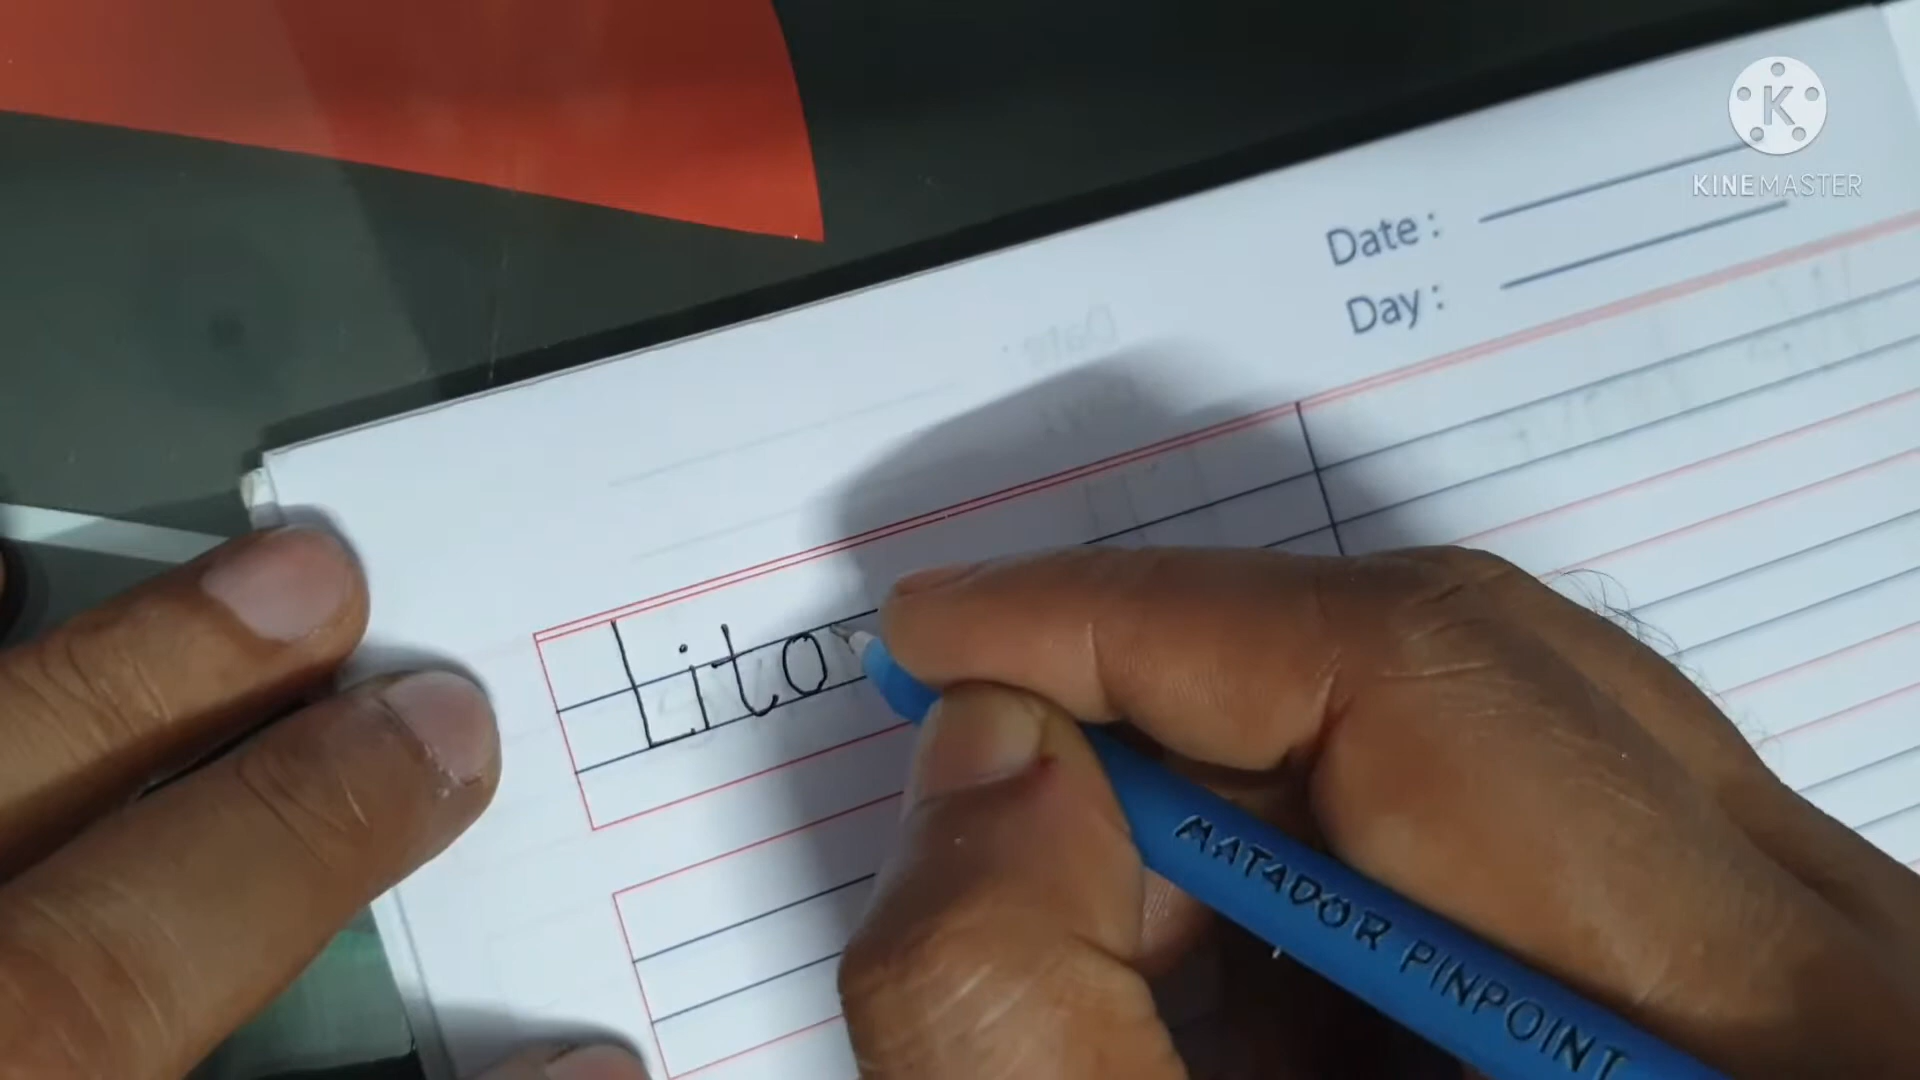 KINEMASTER
Date :
Day :
Lito
MATADOR PINPOINT